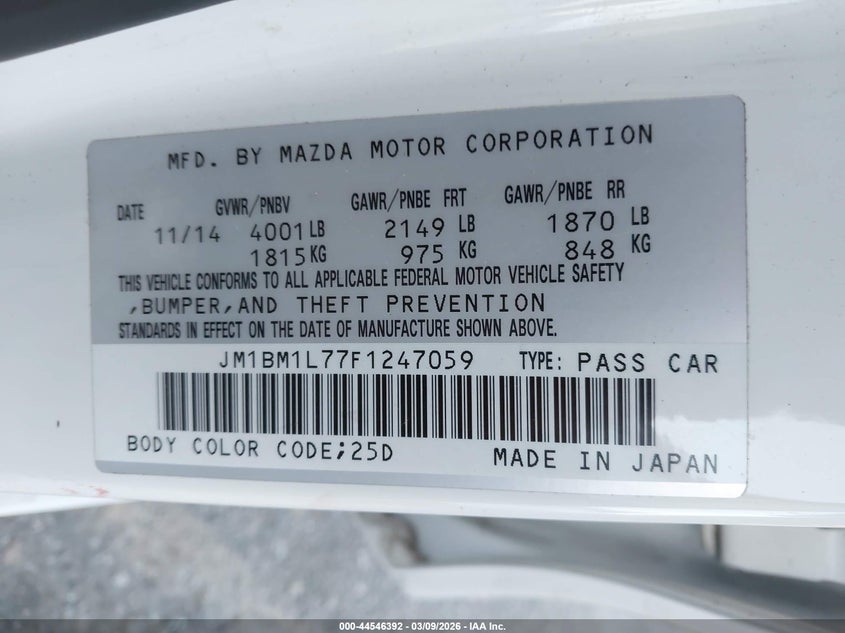 MFD. BY MAZDA MOTOR CORPORATION
DATE GVWR/PNBV GAWR/PNBE FRT GAWR/PNBE RR
11/14 4001 LB 2149 LB 1870 LB
1815 KG 975 KG 848 KG
THIS VEHICLE CONFORMS TO ALL APPLICABLE FEDERAL MOTOR VEHICLE SAFETY
,BUMPER,AND THEFT PREVENTION
STANDARDS IN EFFECT ON THE DATE OF MANUFACTURE SHOWN ABOVE.
JM1BM1L77F1247059 TYPE: PASS CAR
BODY COLOR CODE;25D MADE IN JAPAN
000-44546392 - 03/09/2026 - IAA Inc.